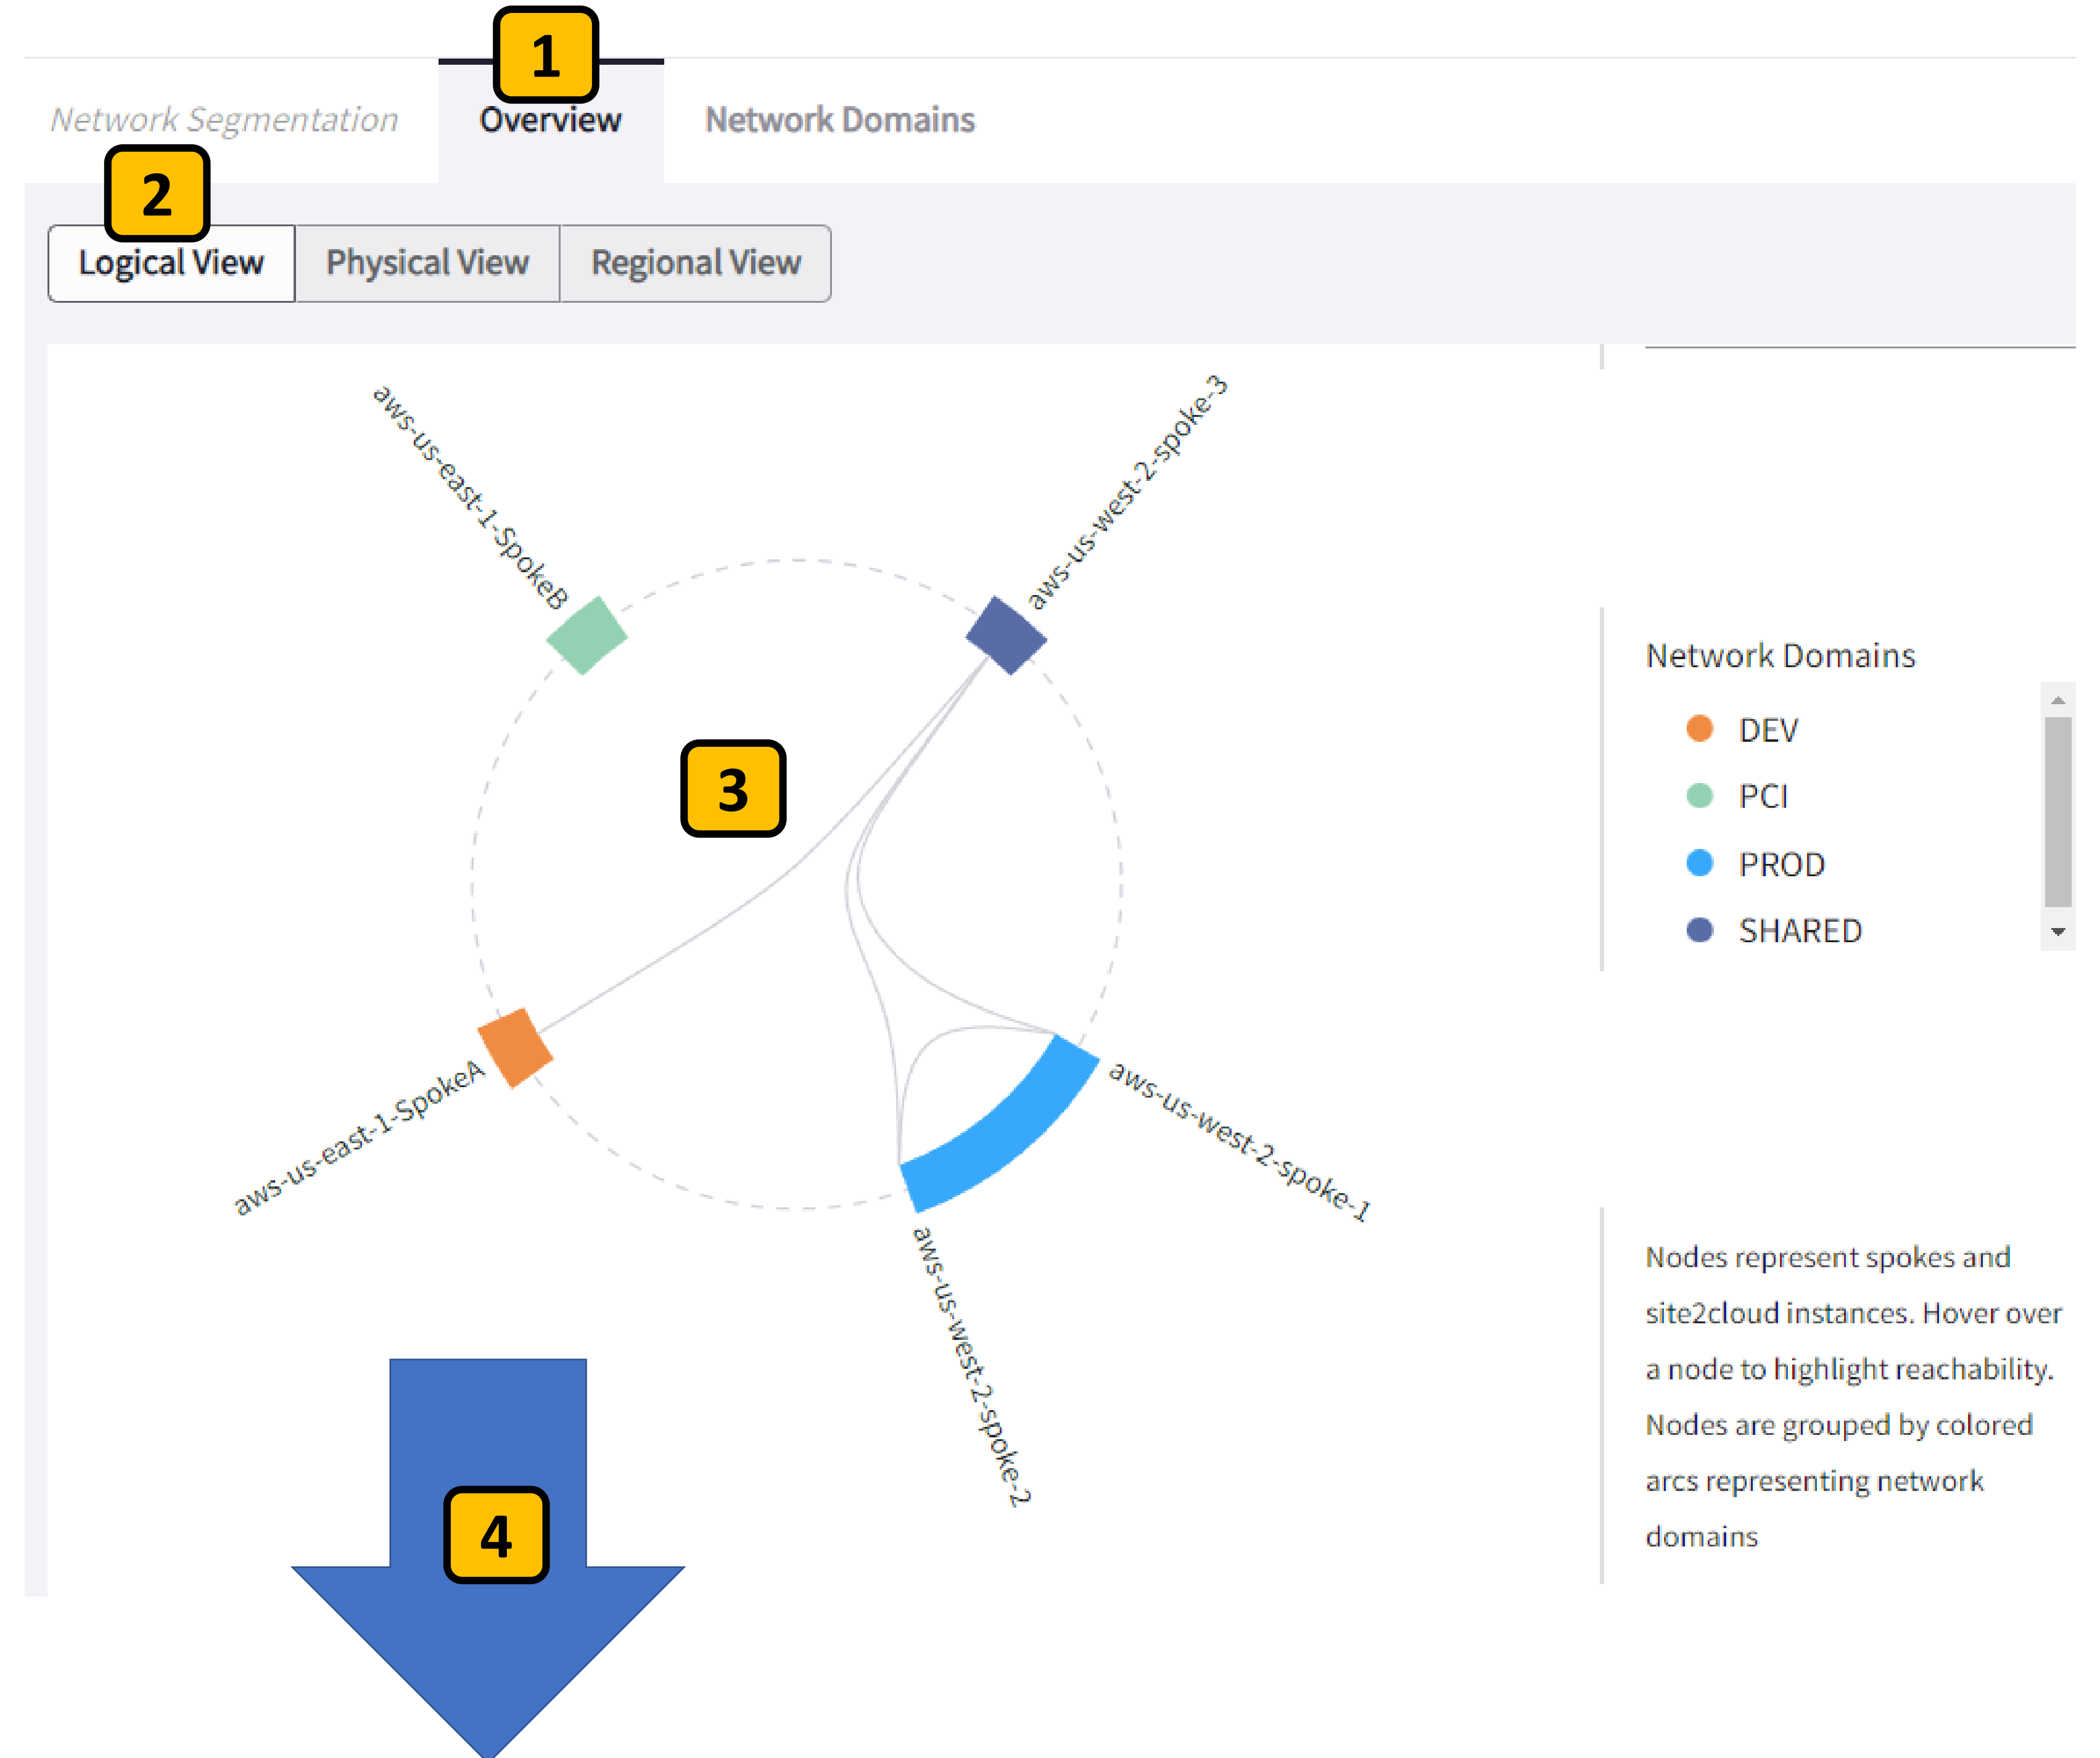 1
Network Segmentation
Overview
Network Domains
2
Logical View
Physical View
Regional View
aws-us-east-1-SpokeB
aws-us-west-2-spoke-3
3
Network Domains
DEV
PCI
PROD
SHARED
aws-us-east-1-SpokeA
aws-us-west-2-spoke-1
aws-us-west-2-spoke-2
Nodes represent spokes and
site2cloud instances. Hover over
a node to highlight reachability.
Nodes are grouped by colored
arcs representing network
domains
4